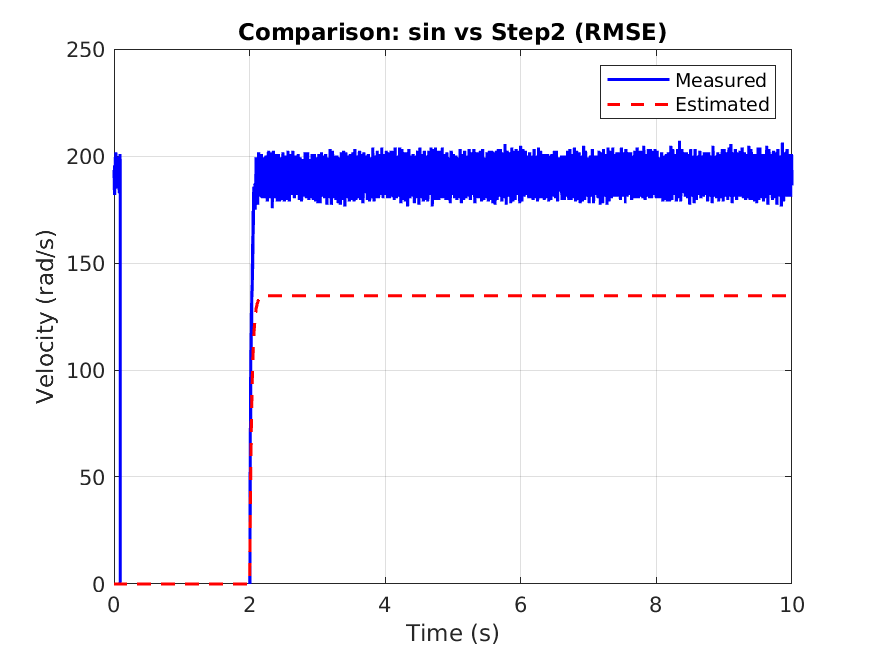 Comparison: sin vs Step2 (RMSE)
250
200
150
100
50
0
Velocity (rad/s)
Measured
Estimated
0 2 4 6 8 10
Time (s)